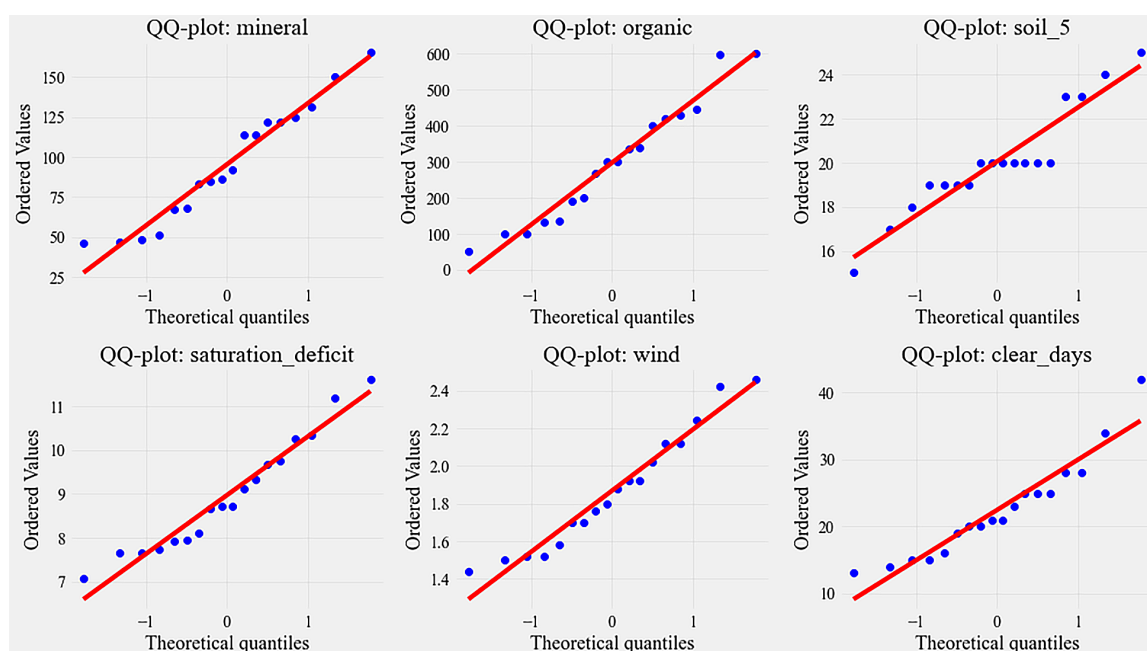 QQ-plot: mineral
Ordered Values
150
125
100
75
50
25
−1 0 1
Theoretical quantiles
QQ-plot: organic
Ordered Values
600
500
400
300
200
100
0
−1 0 1
Theoretical quantiles
QQ-plot: soil_5
Ordered Values
24
22
20
18
16
−1 0 1
Theoretical quantiles
QQ-plot: saturation_deficit
Ordered Values
11
10
9
8
7
−1 0 1
Theoretical quantiles
QQ-plot: wind
Ordered Values
2.4
2.2
2.0
1.8
1.6
1.4
−1 0 1
Theoretical quantiles
QQ-plot: clear_days
Ordered Values
40
30
20
10
−1 0 1
Theoretical quantiles